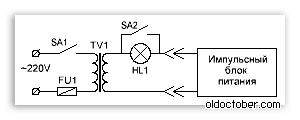 SA2
SA1
TV1
~220V
HL1
FU1
Импульсный
блок
питания
oldoctober.com